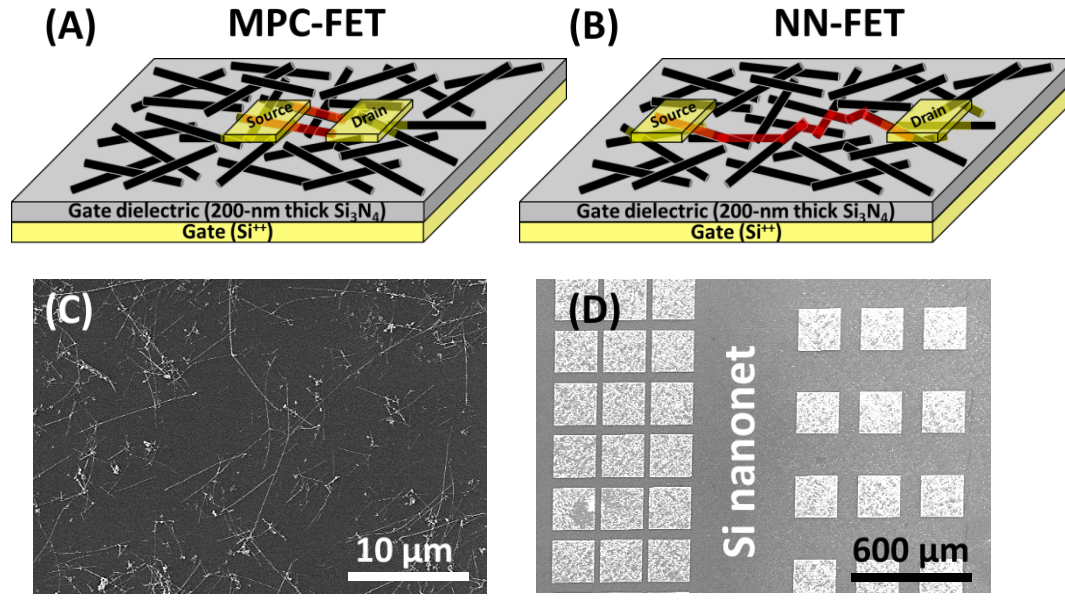 (A) MPC-FET
Source
Drain
Gate dielectric (200-nm thick Si₃N₄)
Gate (Si⁺⁺)
(B) NN-FET
Source
Drain
Gate dielectric (200-nm thick Si₃N₄)
Gate (Si⁺⁺)
(C)
10 µm
(D)
Si nanonet
600 µm